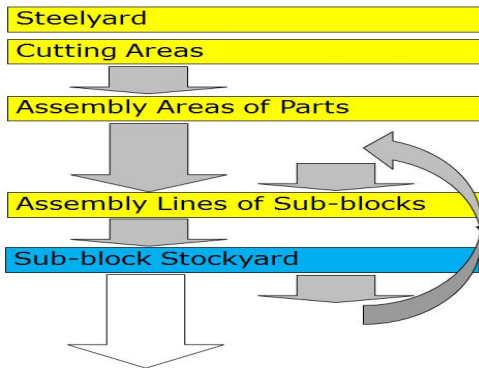 Steelyard
Cutting Areas
Assembly Areas of Parts
Assembly Lines of Sub-blocks
Sub-block Stockyard